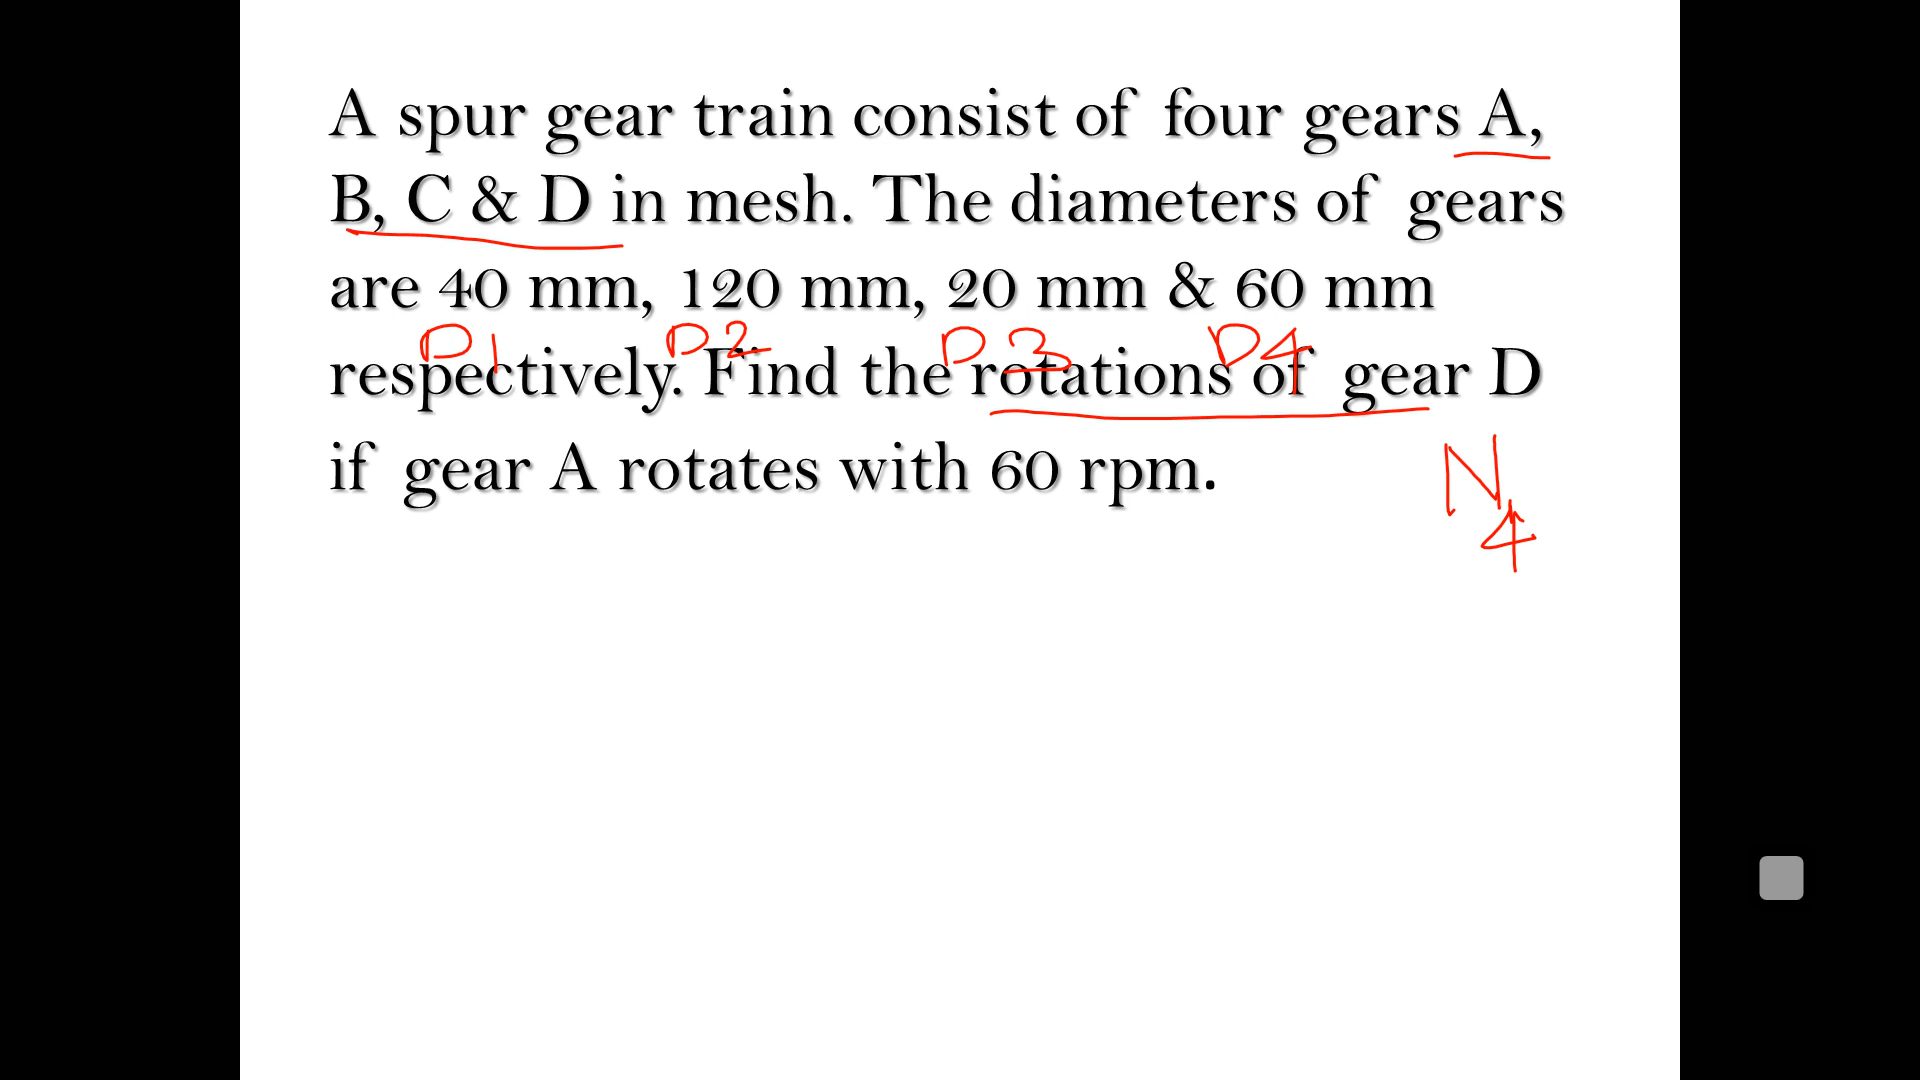 A spur gear train consist of four gears A,
B, C & D in mesh. The diameters of gears
are 40 mm, 120 mm, 20 mm & 60 mm
D1 D2 D3 D4
respectively. Find the rotations of gear D
if gear A rotates with 60 rpm.
N4